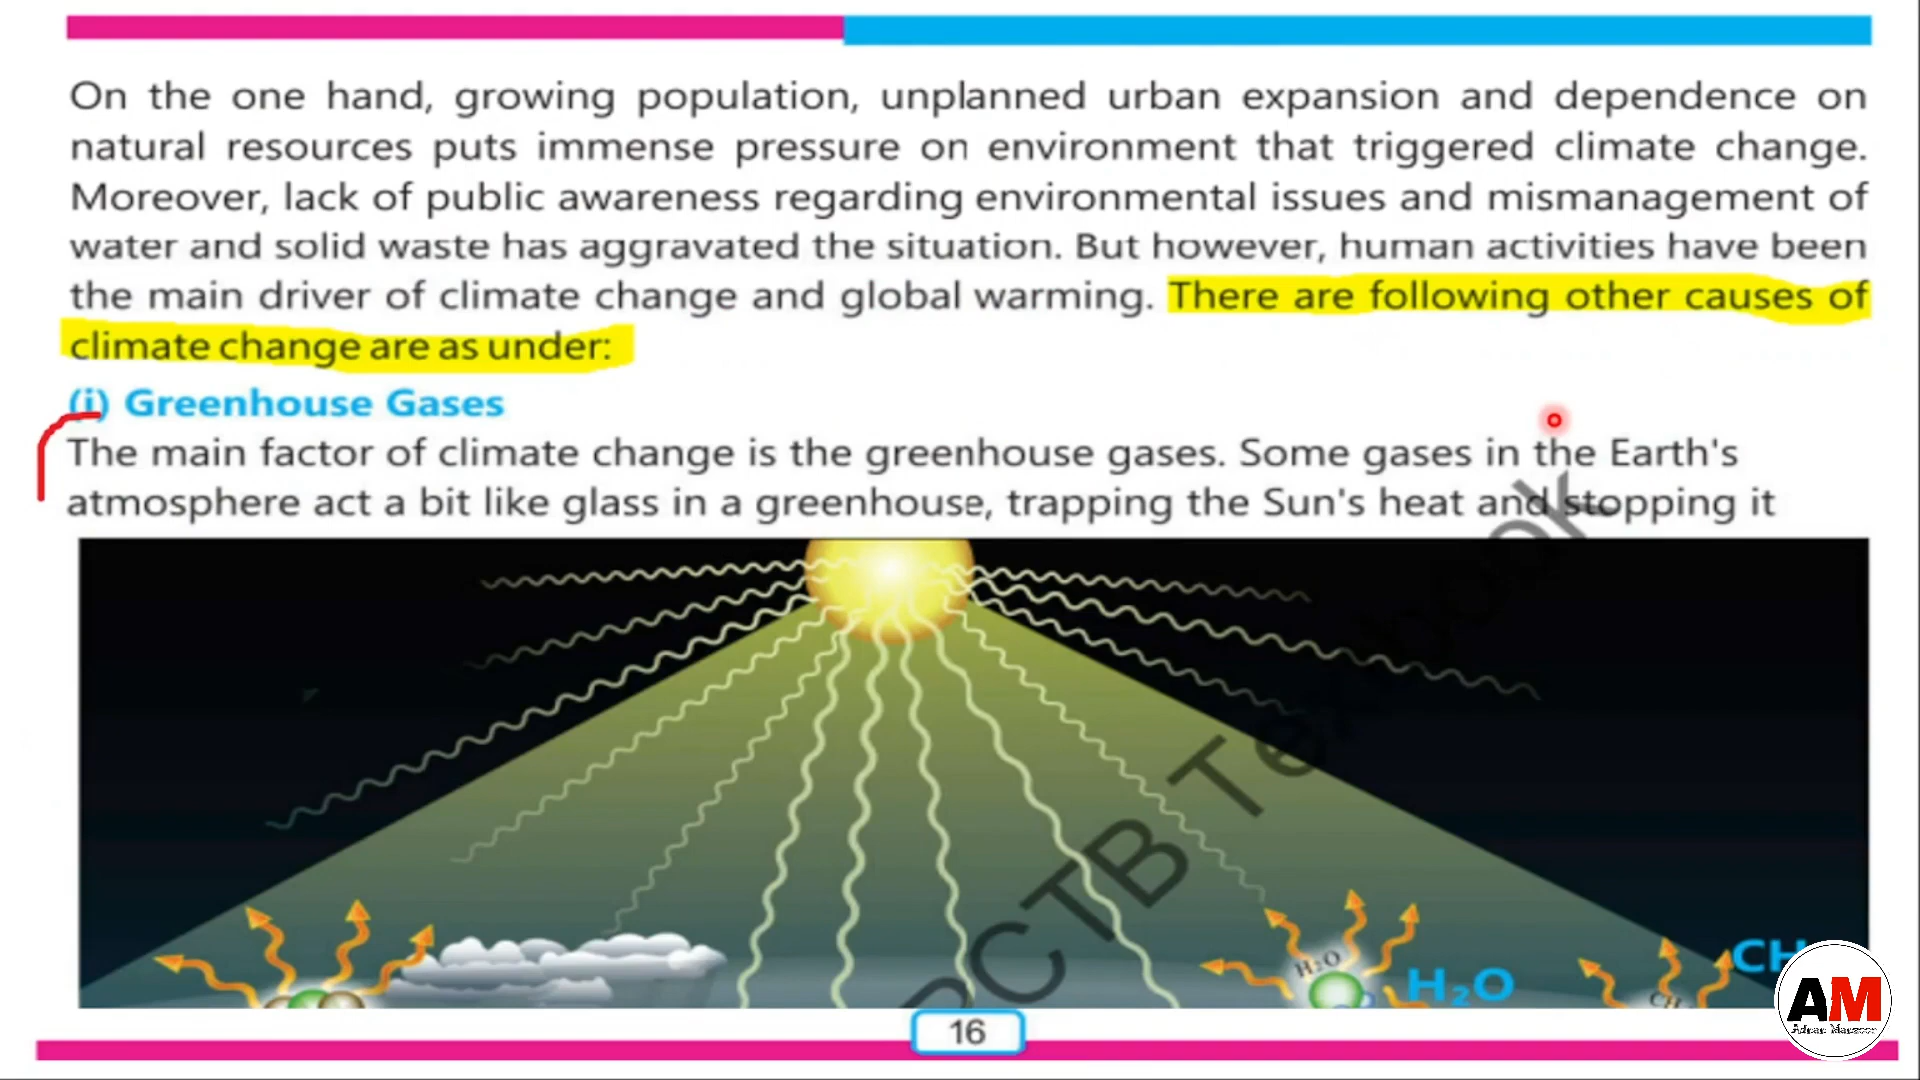 On the one hand, growing population, unplanned urban expansion and dependence on
natural resources puts immense pressure on environment that triggered climate change.
Moreover, lack of public awareness regarding environmental issues and mismanagement of
water and solid waste has aggravated the situation. But however, human activities have been
the main driver of climate change and global warming. There are following other causes of
climate change are as under:
(i) Greenhouse Gases
The main factor of climate change is the greenhouse gases. Some gases in the Earth's
atmosphere act a bit like glass in a greenhouse, trapping the Sun's heat and stopping it
PCTB Textbook
H₂O
H₂O
CH
CH
16
AM
Adnan Manzoor